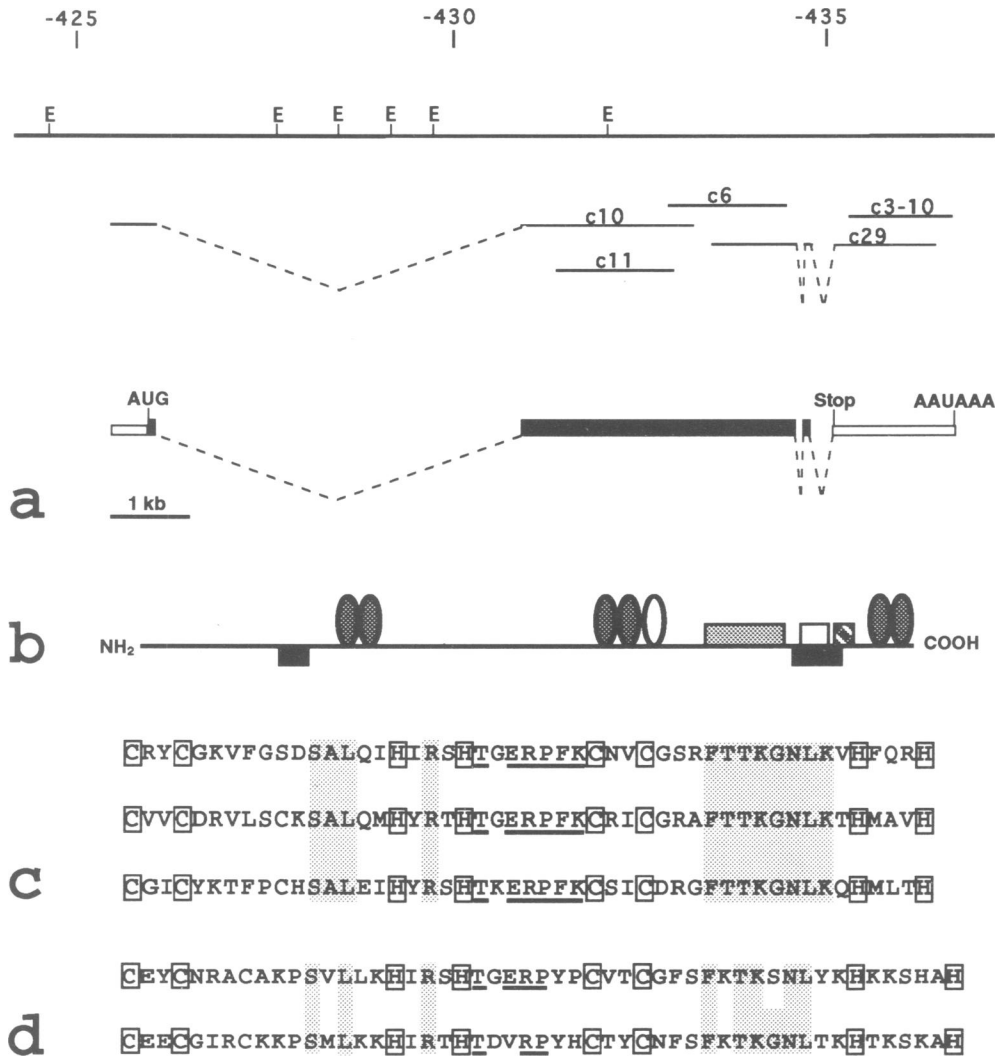 -425 -430 -435
E E E E E E
c6
c10 c3-10
c29
c11
AUG Stop AAUAAA
a 1 kb
b NH₂ COOH
CRYCGKVFGSDSALQIHIRSHTGERPFKCNVCGSRFTTKGNLKVHFQRH
CVVCDRVLSCKSALQMHYRTHTGERPFKCRICGRAFTTKGNLKTHMAVH
c CGICYKTFPCHSALEIHYRSHTKERPFKCSICDRGFTTKGNLKQHMLTH
CEYCNRACAKPSVLLKHIRSHTGERPYPCVTCGFSFKTKSNLYKHKKSHAH
d CEECGIRCKKPSMLKKHIRTHTDVRPYHCTYCNFSFKTKGNLTKHTKSKAH